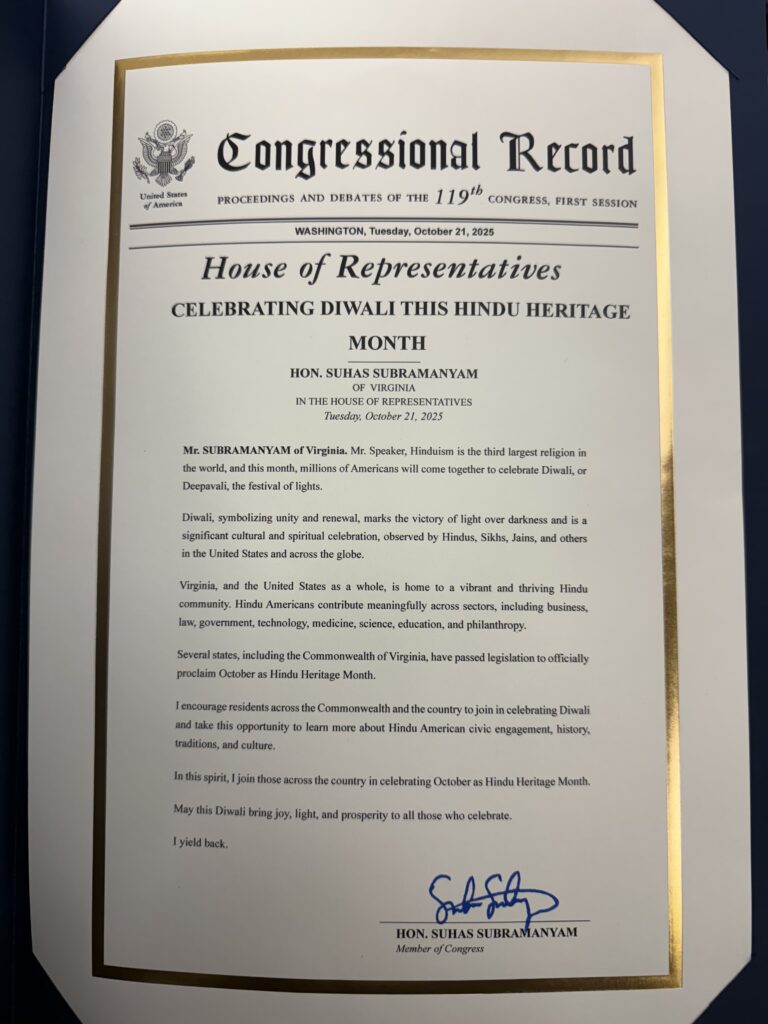 Congressional Record
United States
of America
PROCEEDINGS AND DEBATES OF THE 119th CONGRESS, FIRST SESSION
WASHINGTON, Tuesday, October 21, 2025
House of Representatives
CELEBRATING DIWALI THIS HINDU HERITAGE
MONTH
HON. SUHAS SUBRAMANYAM
OF VIRGINIA
IN THE HOUSE OF REPRESENTATIVES
Tuesday, October 21, 2025
Mr. SUBRAMANYAM of Virginia. Mr. Speaker, Hinduism is the third largest religion in
the world, and this month, millions of Americans will come together to celebrate Diwali, or
Deepavali, the festival of lights.
Diwali, symbolizing unity and renewal, marks the victory of light over darkness and is a
significant cultural and spiritual celebration, observed by Hindus, Sikhs, Jains, and others
in the United States and across the globe.
Virginia, and the United States as a whole, is home to a vibrant and thriving Hindu
community. Hindu Americans contribute meaningfully across sectors, including business,
law, government, technology, medicine, science, education, and philanthropy.
Several states, including the Commonwealth of Virginia, have passed legislation to officially
proclaim October as Hindu Heritage Month.
I encourage residents across the Commonwealth and the country to join in celebrating Diwali
and take this opportunity to learn more about Hindu American civic engagement, history,
traditions, and culture.
In this spirit, I join those across the country in celebrating October as Hindu Heritage Month.
May this Diwali bring joy, light, and prosperity to all those who celebrate.
I yield back.
HON. SUHAS SUBRAMANYAM
Member of Congress